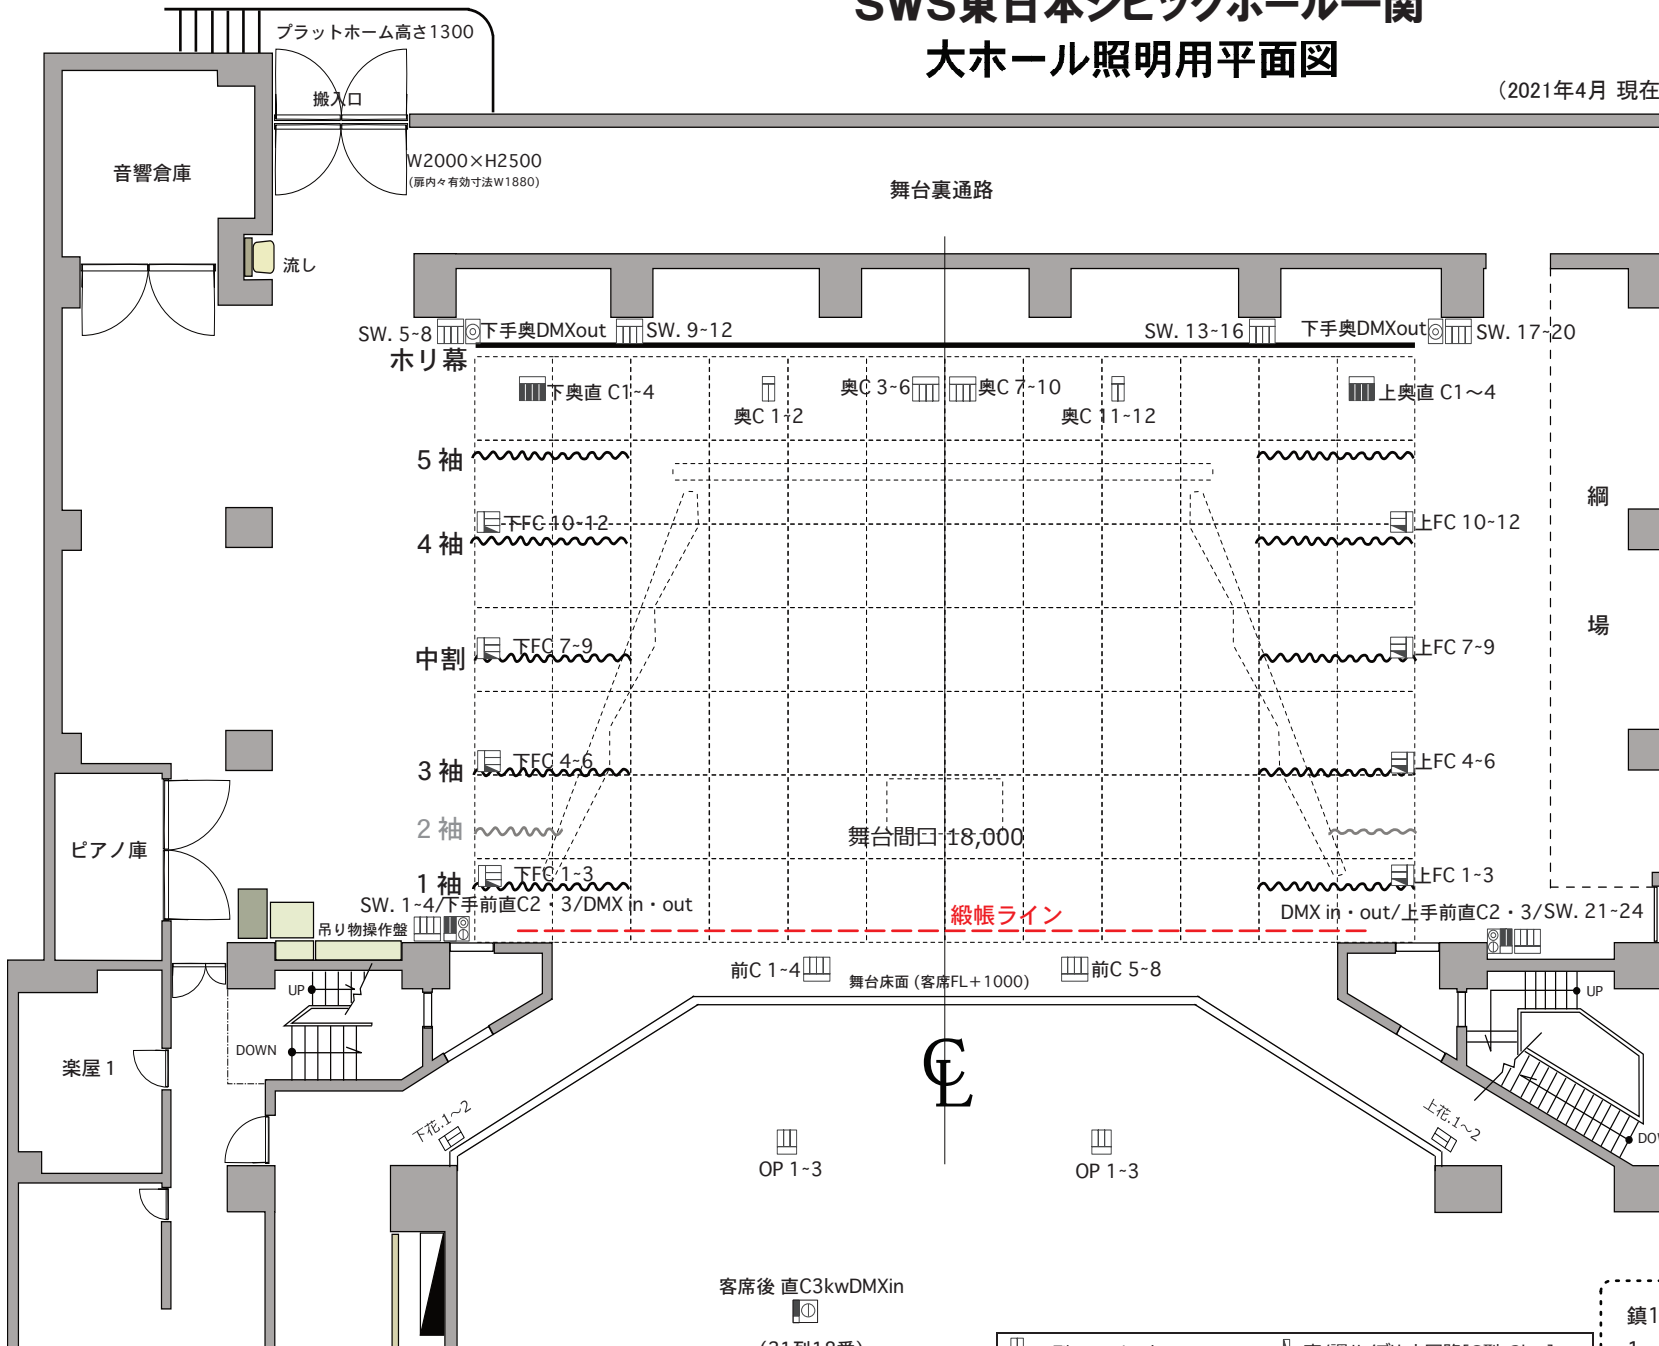 SWS東日本シビックホール一関
大ホール照明用平面図
（2021年4月 現在
プラットホーム高さ1300
搬入口
W2000×H2500
(扉内々有効寸法W1880)
音響倉庫
舞台裏通路
流し
SW. 5~8
下手奥DMXout
SW. 9~12
SW. 13~16
下手奥DMXout
SW. 17~20
ホリ幕
下奥直 C1~4
奥C 1~2
奥C 3~6
奥C 7~10
奥C 11~12
上奥直 C1～4
5 袖
綱
場
下FC 10~12
上FC 10~12
4 袖
下FC 7~9
上FC 7~9
中割
下FC 4~6
上FC 4~6
3 袖
2 袖
舞台間口 18,000
ピアノ庫
下FC 1~3
上FC 1~3
1 袖
SW. 1~4/下手前直C2・3/DMX in・out
緞帳ライン
DMX in・out/上手前直C2・3/SW. 21~24
吊り物操作盤
前C 1~4
舞台床面 (客席FL＋1000)
前C 5~8
UP
UP
DOWN
CL
楽屋 1
下花.1～2
上花.1～2
OP 1~3
OP 1~3
客席後 直C3kwDMXin
(21列18番)
鎮1